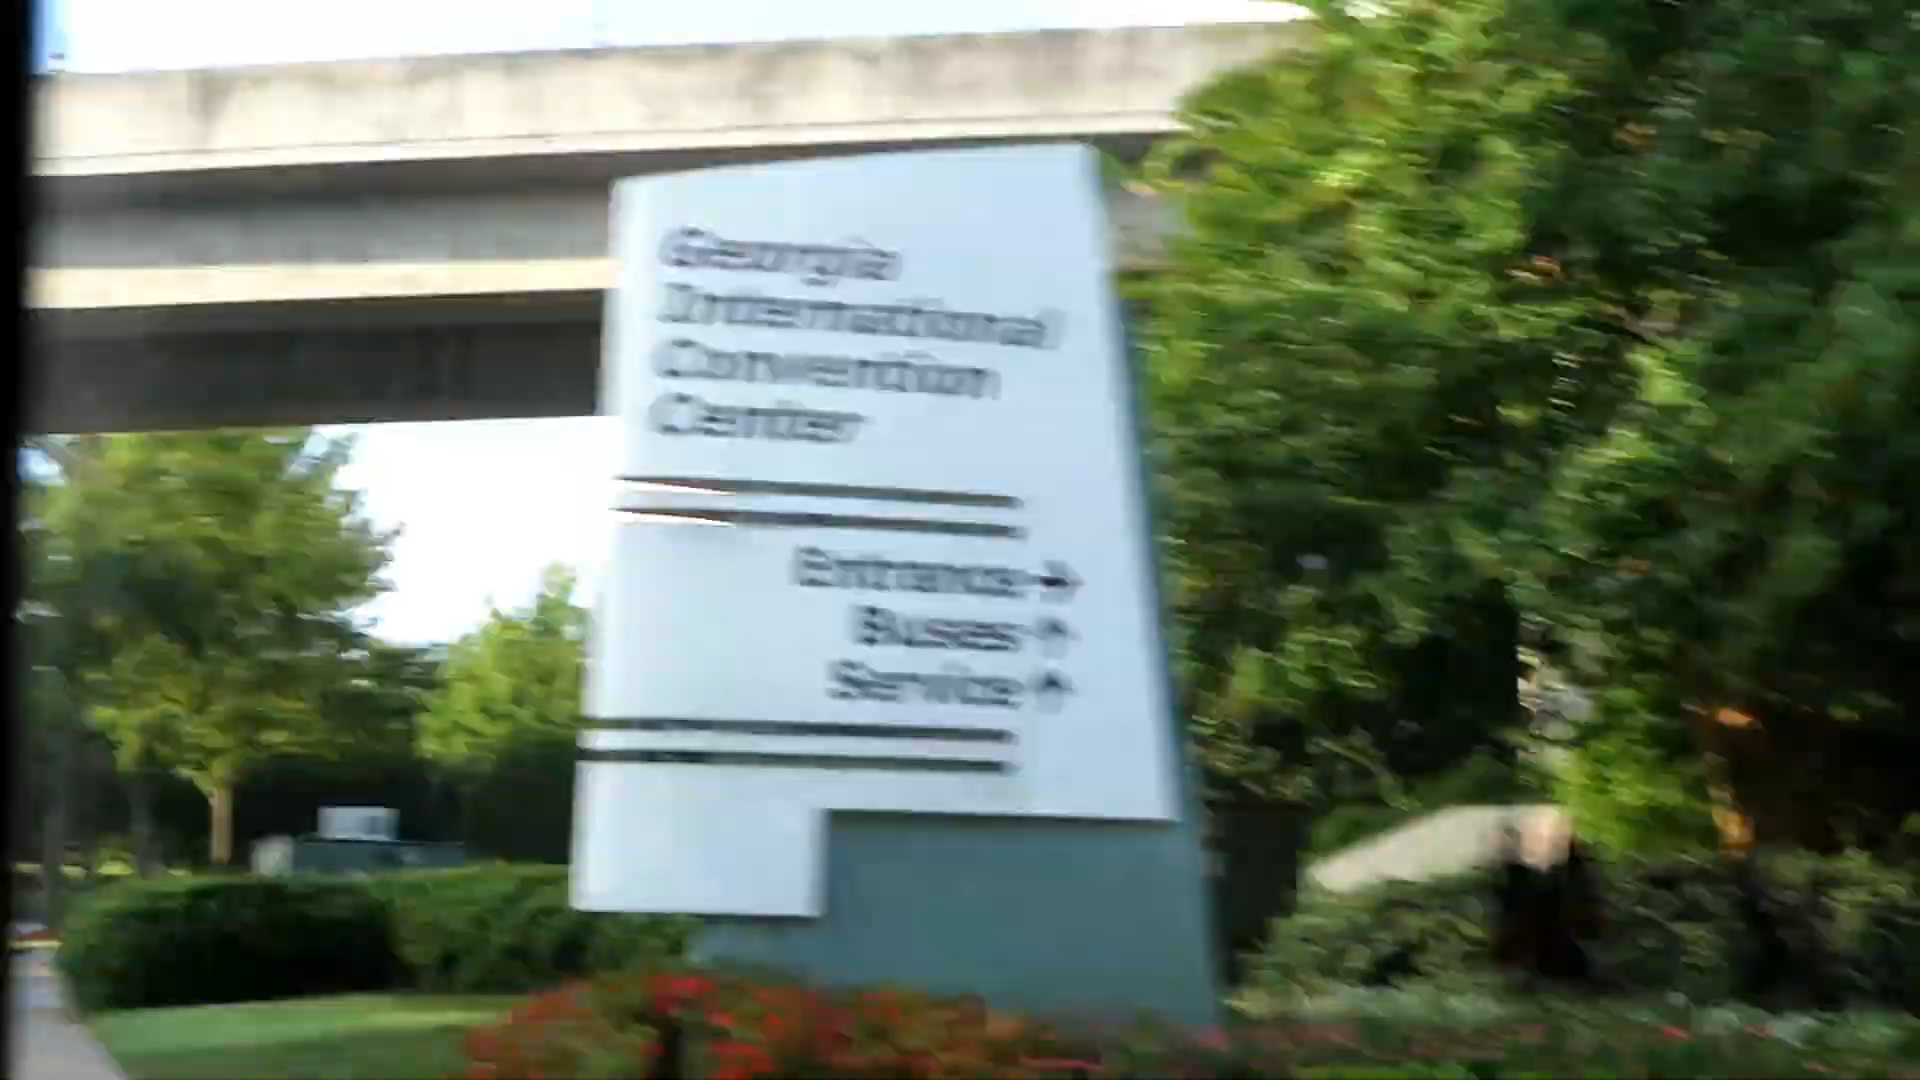 Georgia
International
Convention
Center
Entrance →
Buses ↑
Service ↑